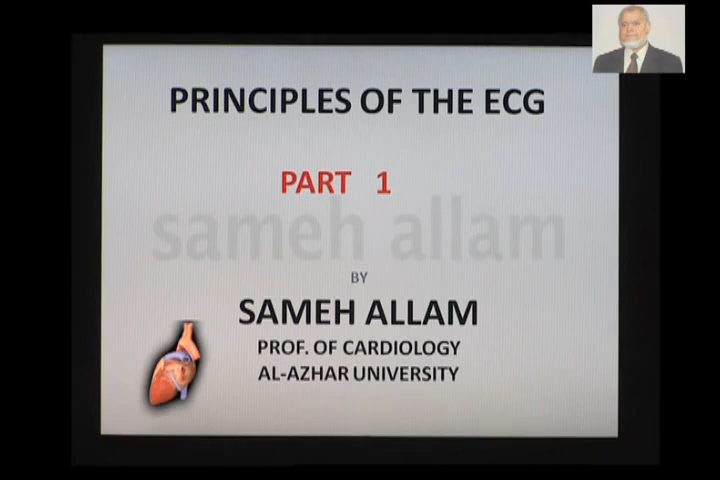 PRINCIPLES OF THE ECG
PART 1
sameh allam
BY
SAMEH ALLAM
PROF. OF CARDIOLOGY
AL-AZHAR UNIVERSITY